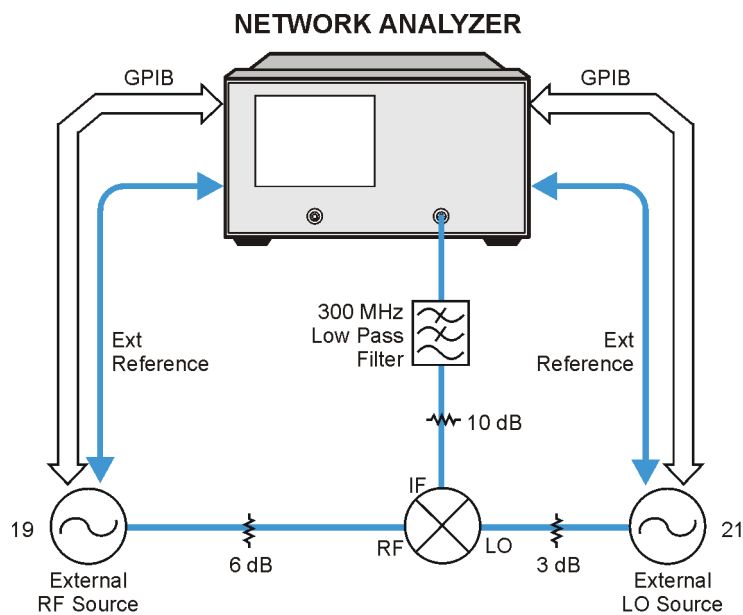 NETWORK ANALYZER
GPIB
GPIB
300 MHz
Low Pass
Filter
Ext
Reference
Ext
Reference
10 dB
IF
RF
LO
19
21
6 dB
3 dB
External
RF Source
External
LO Source